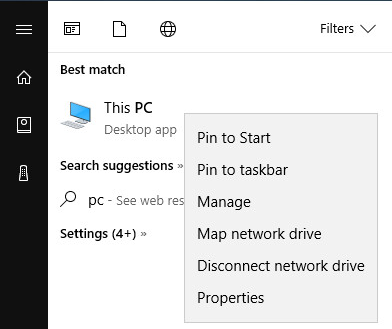 Filters
Best match
This PC
Desktop app
Search suggestions »
pc - See web res
Settings (4+) »
Pin to Start
Pin to taskbar
Manage
Map network drive
Disconnect network drive
Properties